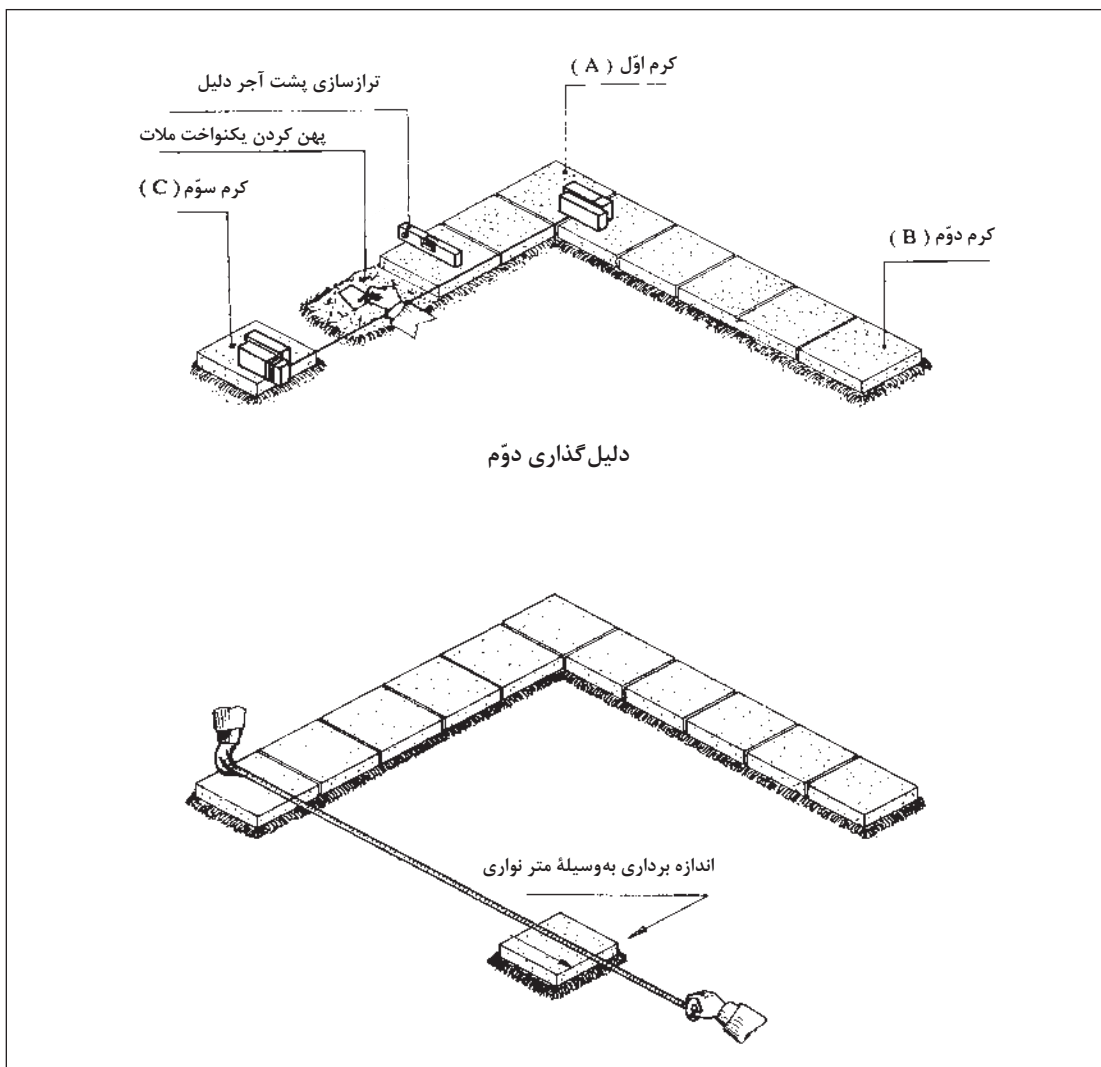 کرم اوّل ( A )
ترازسازی پشت آجر دلیل
پهن کردن یکنواخت ملات
کرم سوّم ( C )
کرم دوّم ( B )
دلیل‌گذاری دوّم
اندازه برداری به‌وسیلهٔ متر نواری